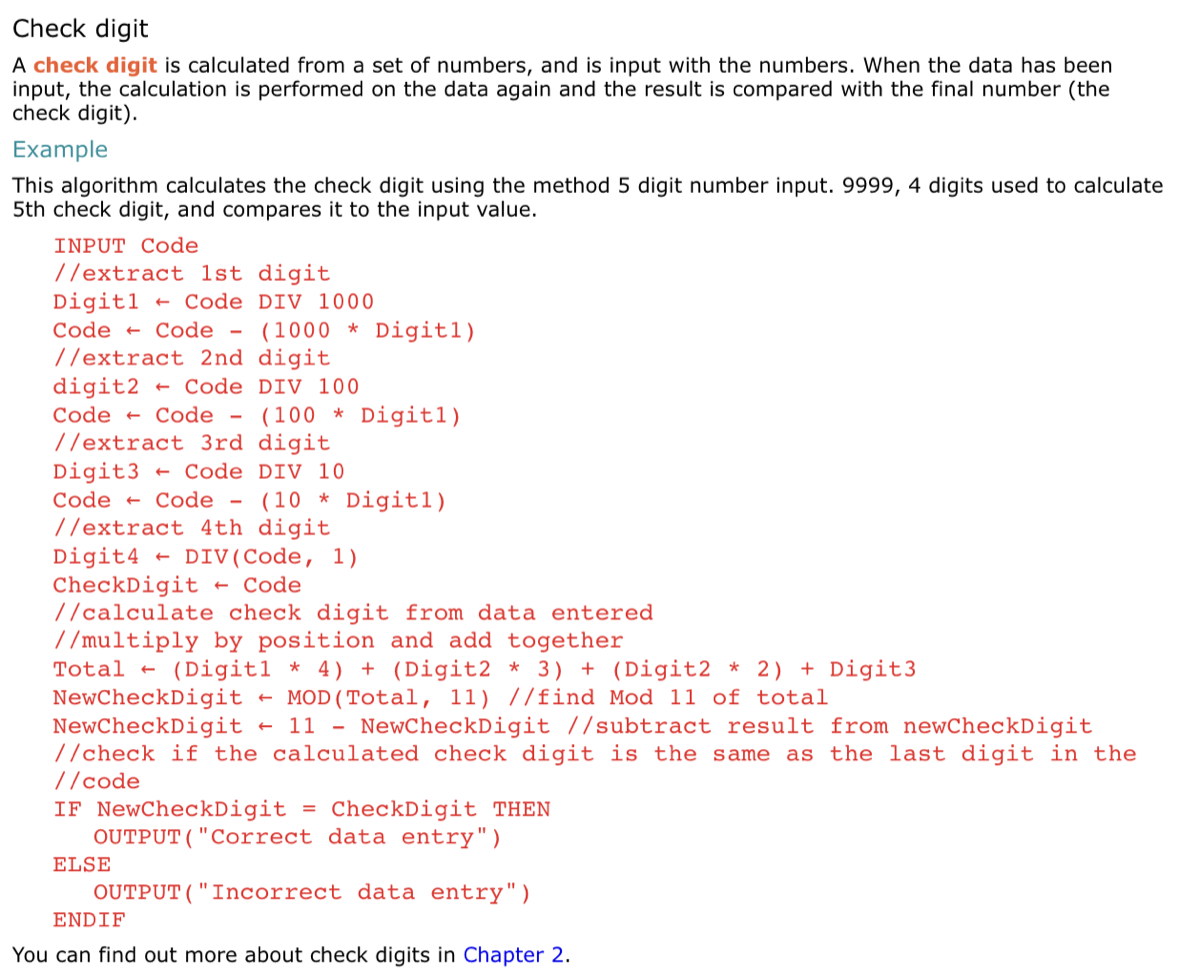 Check digit
A check digit is calculated from a set of numbers, and is input with the numbers. When the data has been
input, the calculation is performed on the data again and the result is compared with the final number (the
check digit).
Example
This algorithm calculates the check digit using the method 5 digit number input. 9999, 4 digits used to calculate
5th check digit, and compares it to the input value.
INPUT Code
//extract 1st digit
Digit1 ← Code DIV 1000
Code ← Code - (1000 * Digit1)
//extract 2nd digit
digit2 ← Code DIV 100
Code ← Code - (100 * Digit1)
//extract 3rd digit
Digit3 ← Code DIV 10
Code ← Code - (10 * Digit1)
//extract 4th digit
Digit4 ← DIV(Code, 1)
CheckDigit ← Code
//calculate check digit from data entered
//multiply by position and add together
Total ← (Digit1 * 4) + (Digit2 * 3) + (Digit2 * 2) + Digit3
NewCheckDigit ← MOD(Total, 11) //find Mod 11 of total
NewCheckDigit ← 11 - NewCheckDigit //subtract result from newCheckDigit
//check if the calculated check digit is the same as the last digit in the
//code
IF NewCheckDigit = CheckDigit THEN
OUTPUT("Correct data entry")
ELSE
OUTPUT("Incorrect data entry")
ENDIF
You can find out more about check digits in Chapter 2.